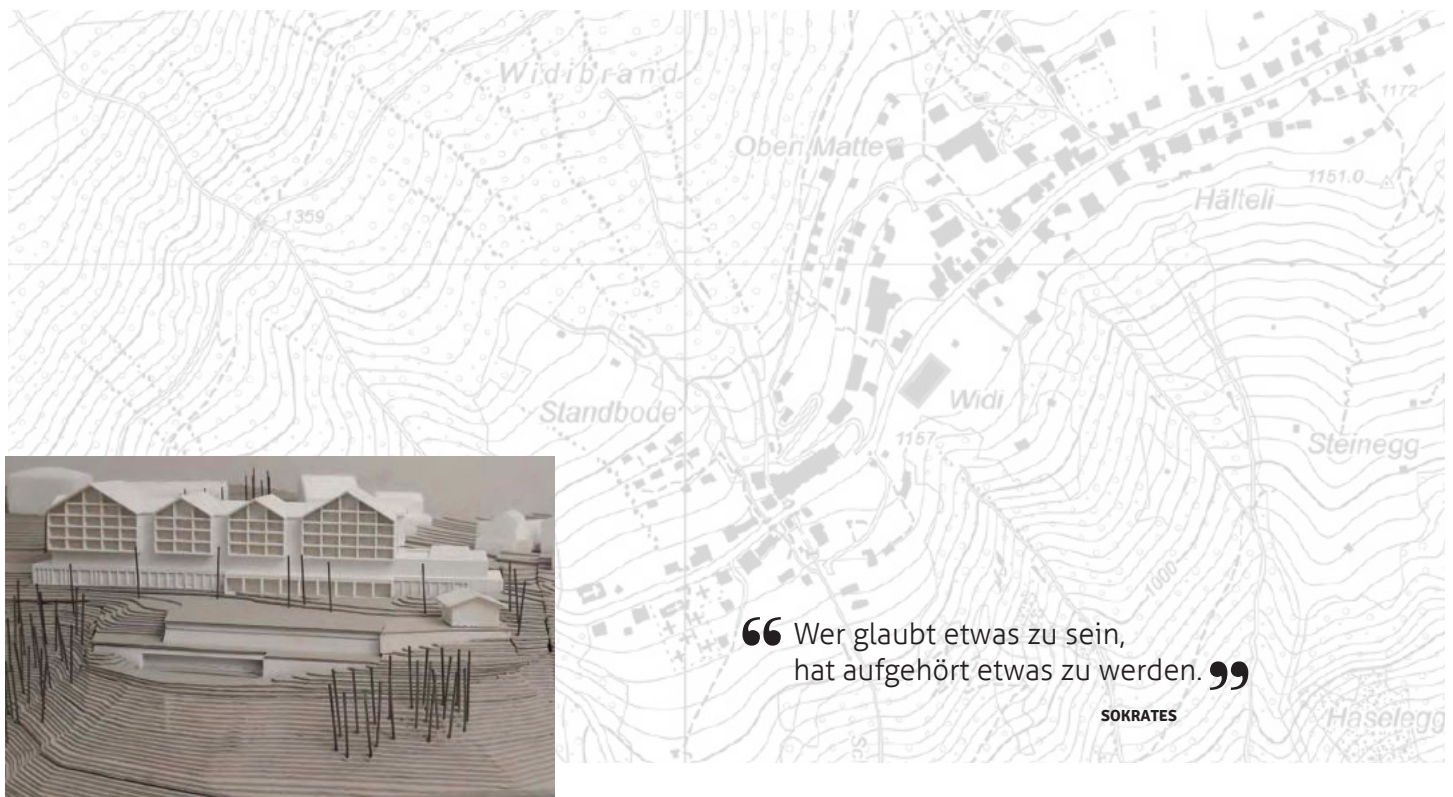 Widibrand
Oben Matte
1172
1151.0
Hälteli
1359
Standbode
Widi
1157
Steinegg
1000
“ Wer glaubt etwas zu sein,
hat aufgehört etwas zu werden. ”
SOKRATES
Haselegg